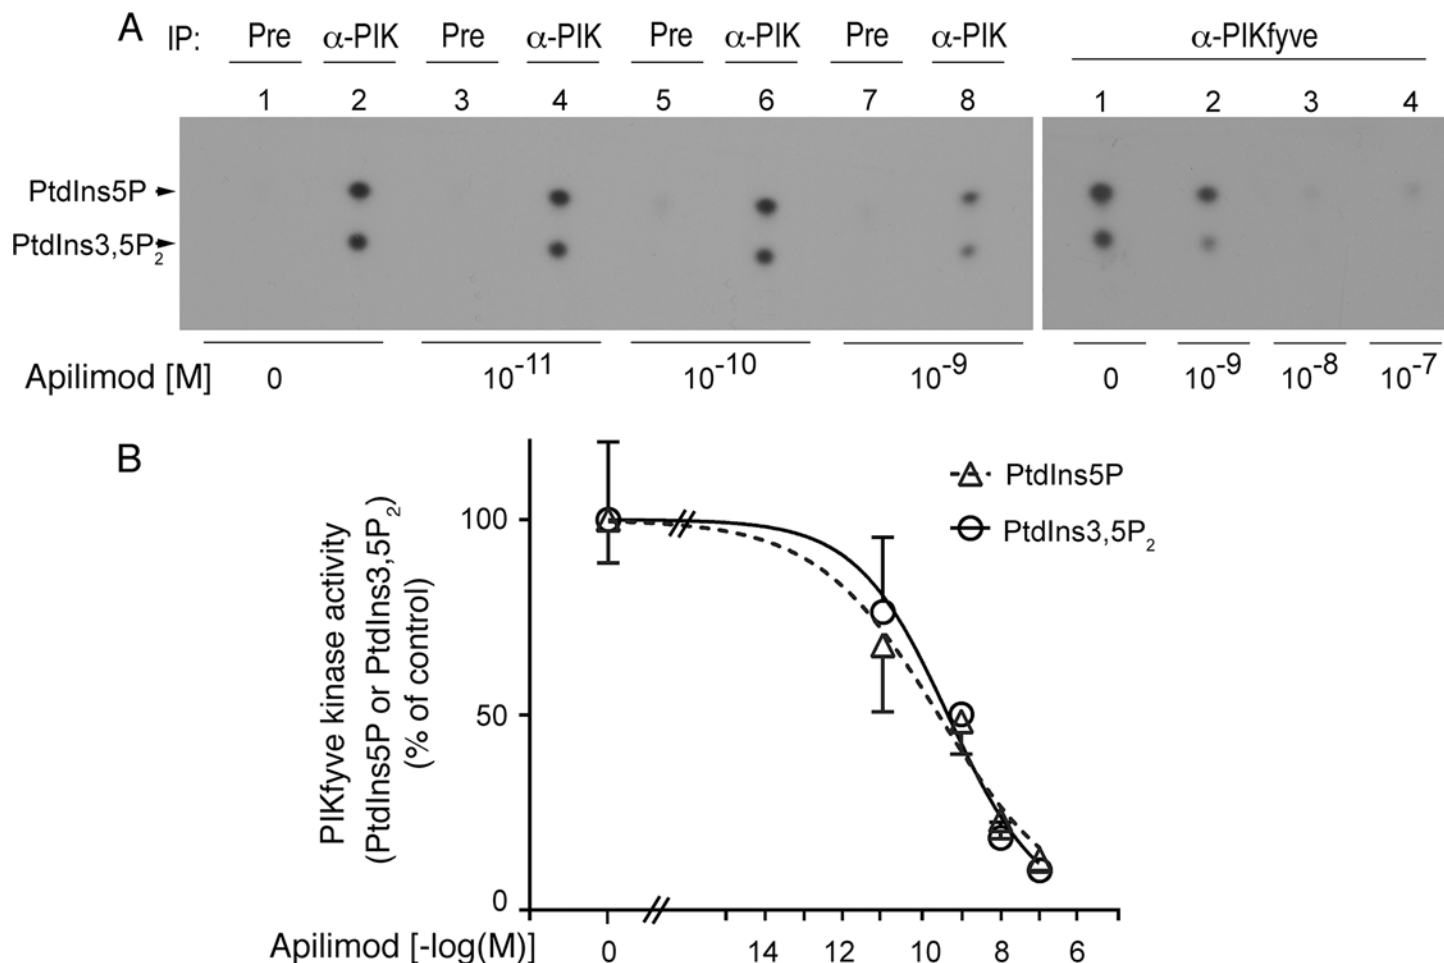 A IP: Pre α-PIK Pre α-PIK Pre α-PIK Pre α-PIK α-PIKfyve
1 2 3 4 5 6 7 8 1 2 3 4
PtdIns5P
PtdIns3,5P₂
Apilimod [M] 0 10⁻¹¹ 10⁻¹⁰ 10⁻⁹ 0 10⁻⁹ 10⁻⁸ 10⁻⁷
B
PIKfyve kinase activity
(PtdIns5P or PtdIns3,5P₂)
(% of control)
100
50
0
PtdIns5P
PtdIns3,5P₂
Apilimod [-log(M)] 0 14 12 10 8 6